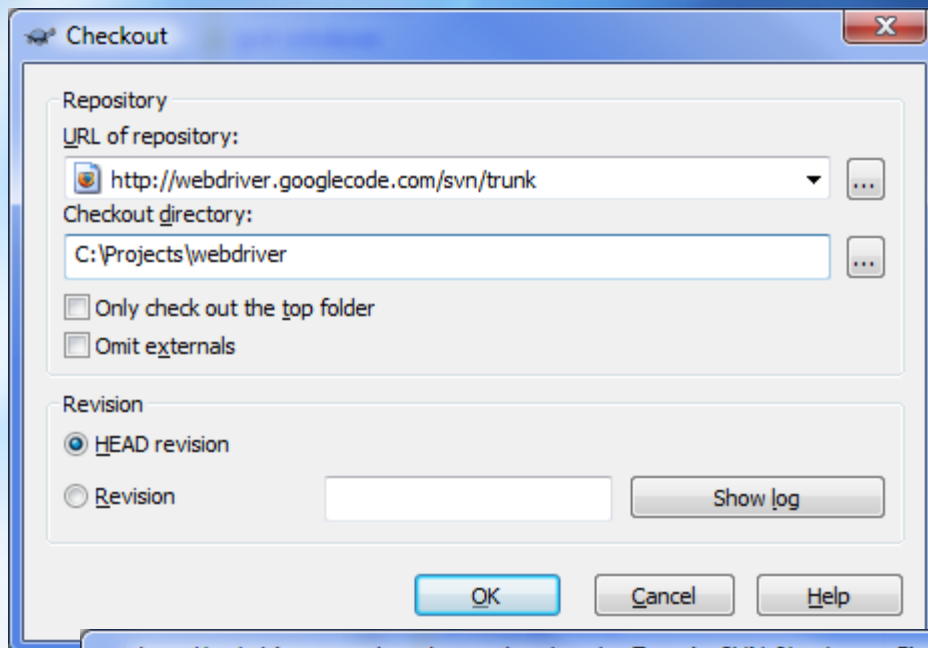 Checkout
Repository
URL of repository:
http://webdriver.googlecode.com/svn/trunk
...
Checkout directory:
C:\Projects\webdriver
...
Only check out the top folder
Omit externals
Revision
HEAD revision
Revision
Show log
OK
Cancel
Help